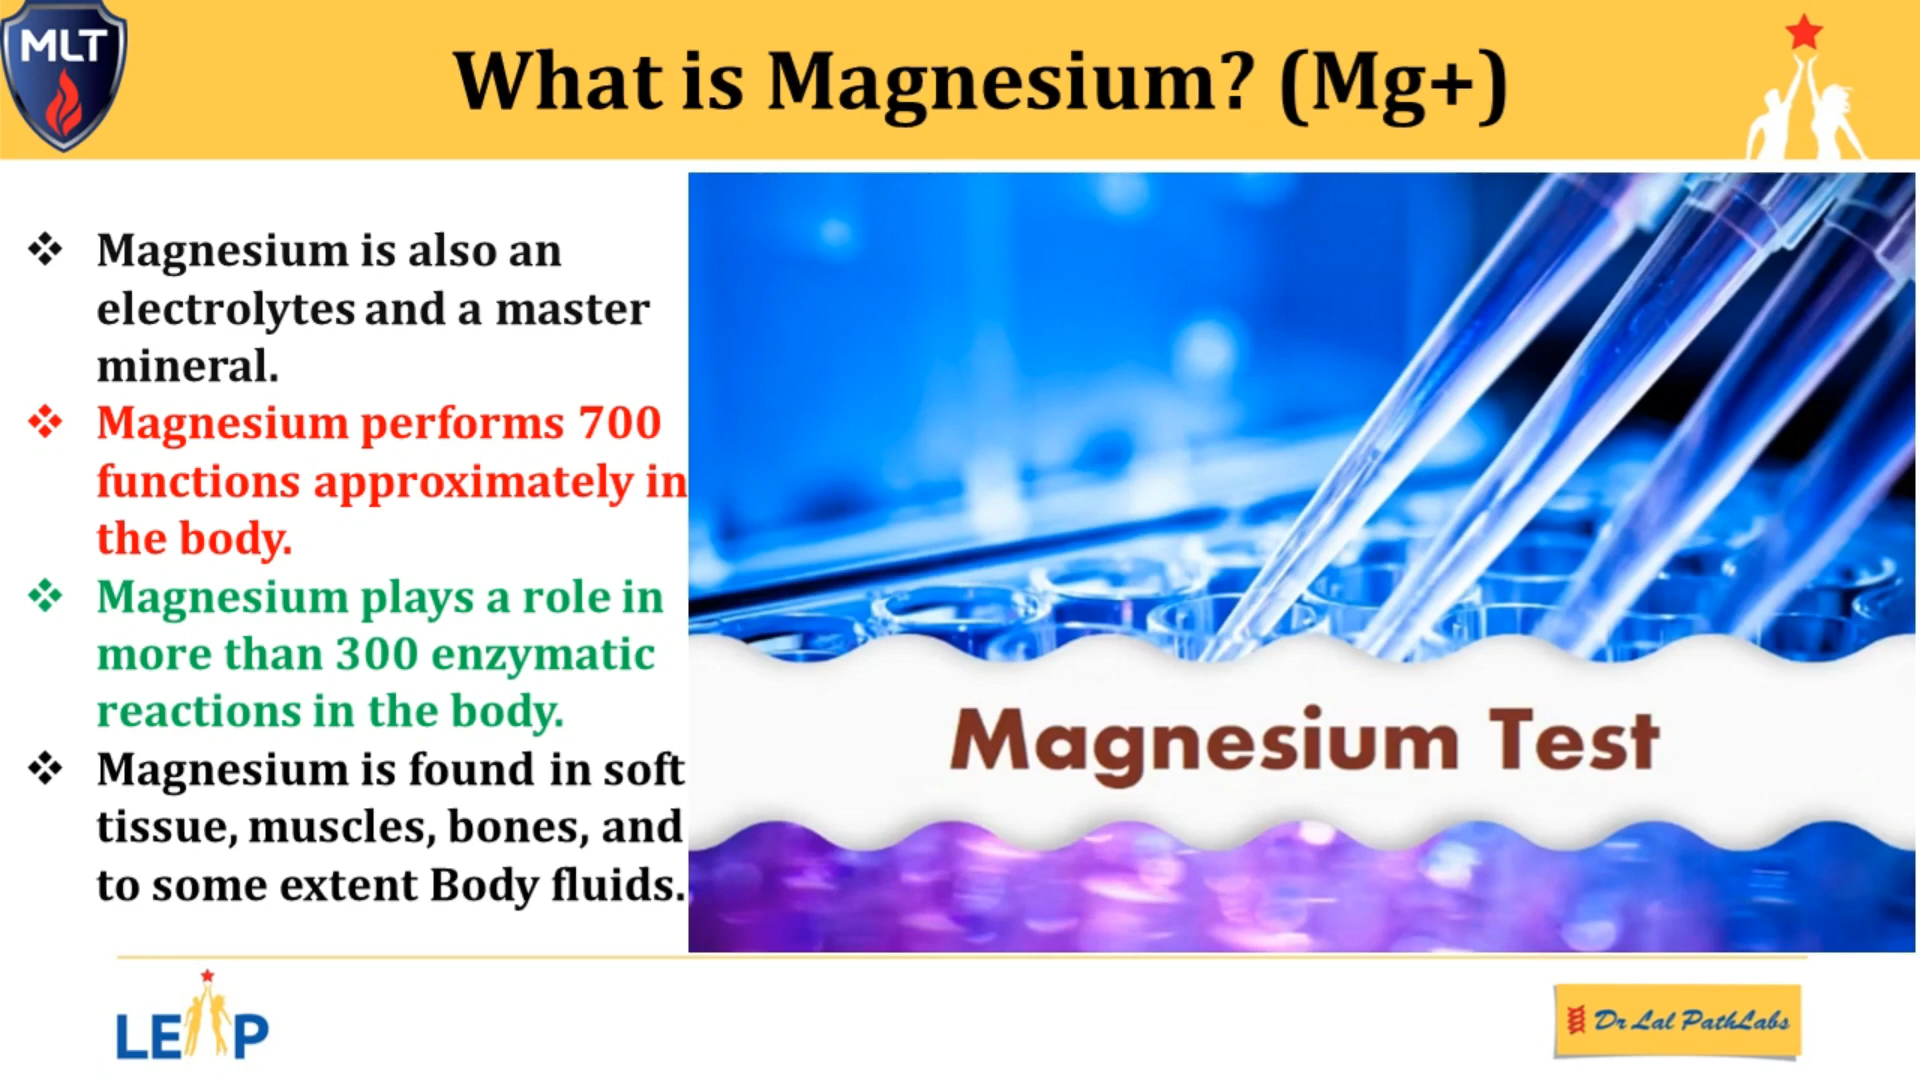 MLT
What is Magnesium? (Mg+)
❖ Magnesium is also an
electrolytes and a master
mineral.
❖ Magnesium performs 700
functions approximately in
the body.
❖ Magnesium plays a role in
more than 300 enzymatic
reactions in the body.
❖ Magnesium is found in soft
tissue, muscles, bones, and
to some extent Body fluids.
Magnesium Test
LEAP
Dr Lal PathLabs